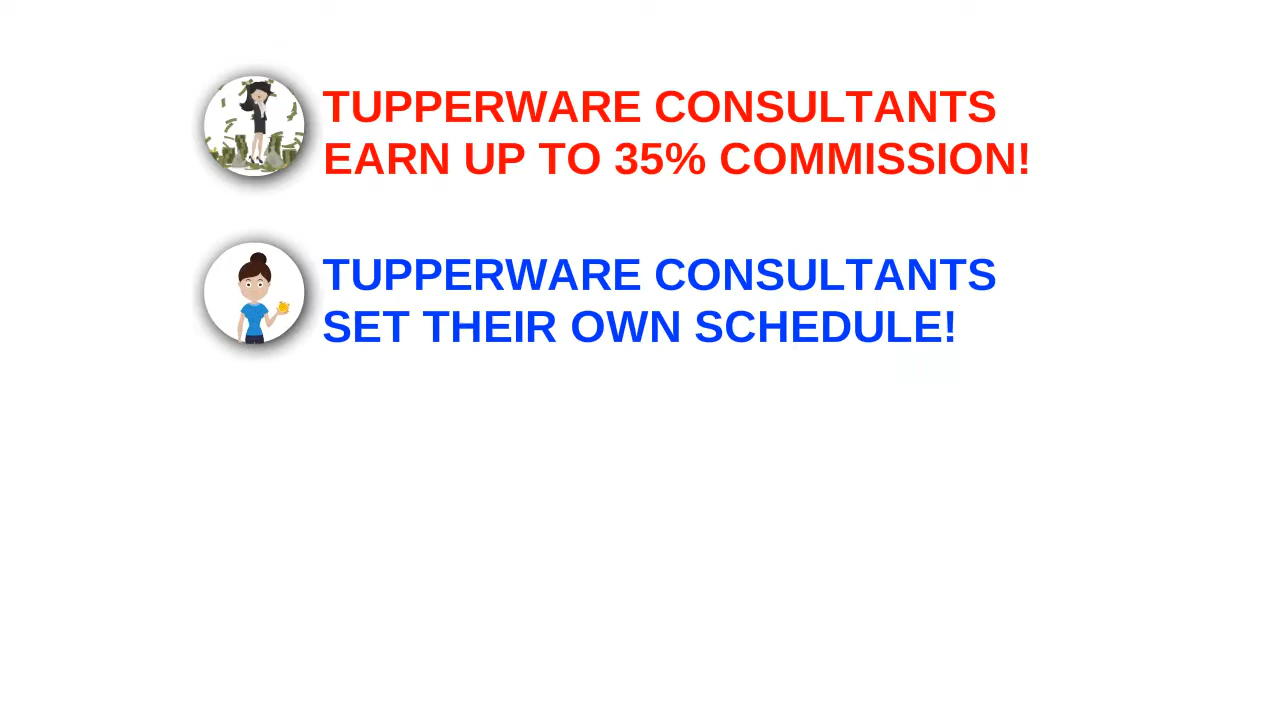 TUPPERWARE CONSULTANTS
EARN UP TO 35% COMMISSION!
TUPPERWARE CONSULTANTS
SET THEIR OWN SCHEDULE!